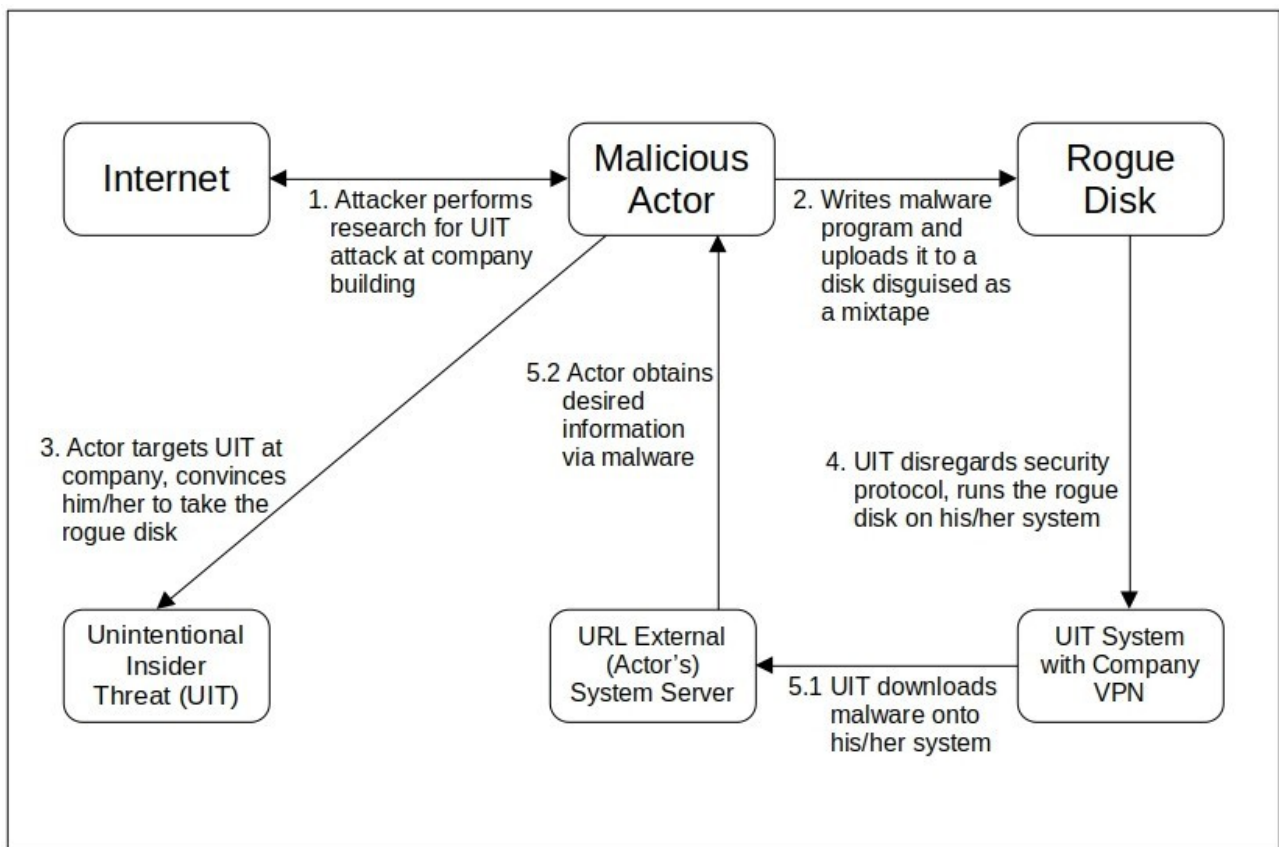 Internet
Malicious
Actor
Rogue
Disk
1. Attacker performs
research for UIT
attack at company
building
2. Writes malware
program and
uploads it to a
disk disguised as
a mixtape
3. Actor targets UIT at
company, convinces
him/her to take the
rogue disk
5.2 Actor obtains
desired
information
via malware
4. UIT disregards security
protocol, runs the rogue
disk on his/her system
Unintentional
Insider
Threat (UIT)
URL External
(Actor’s)
System Server
5.1 UIT downloads
malware onto
his/her system
UIT System
with Company
VPN